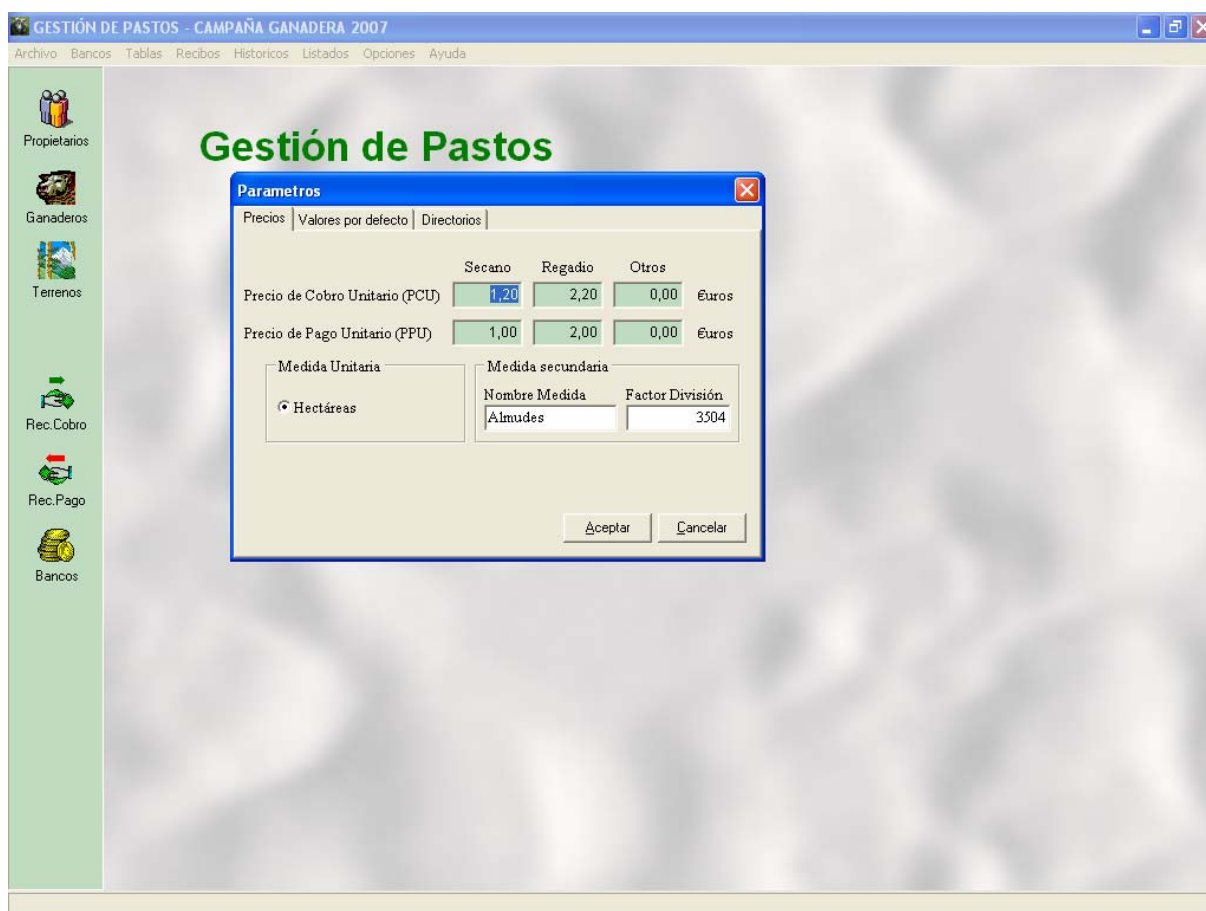 GESTIÓN DE PASTOS - CAMPAÑA GANADERA 2007
Archivo Bancos Tablas Recibos Historicos Listados Opciones Ayuda
Propietarios
Ganaderos
Terrenos
Rec.Cobro
Rec.Pago
Bancos
Gestión de Pastos
Parametros
Precios Valores por defecto Directorios
Secano Regadio Otros
Precio de Cobro Unitario (PCU) 1,20 2,20 0,00 €uros
Precio de Pago Unitario (PPU) 1,00 2,00 0,00 €uros
Medida Unitaria Medida secundaria
Nombre Medida Factor División
Hectáreas Almudes 3504
Aceptar Cancelar